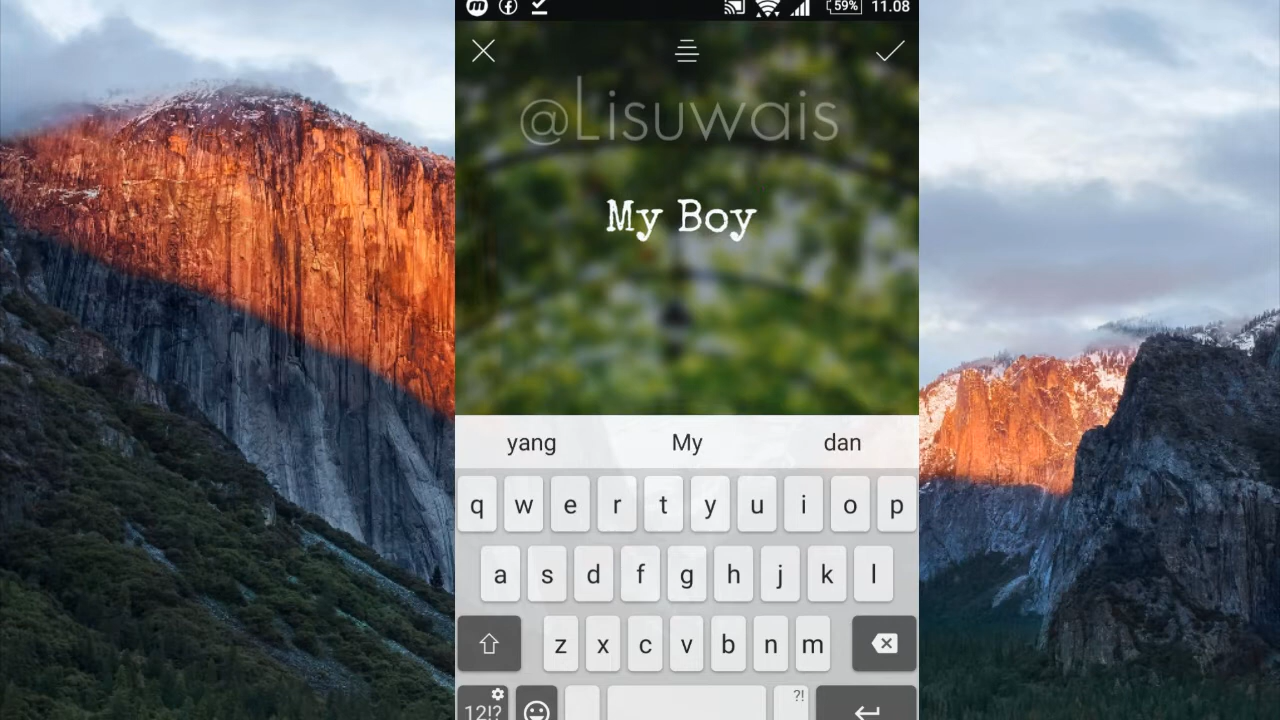 59% 11.08
@Lisuwais
My Boy
yang My dan
q w e r t y u i o p
a s d f g h j k l
z x c v b n m
12!? ?!